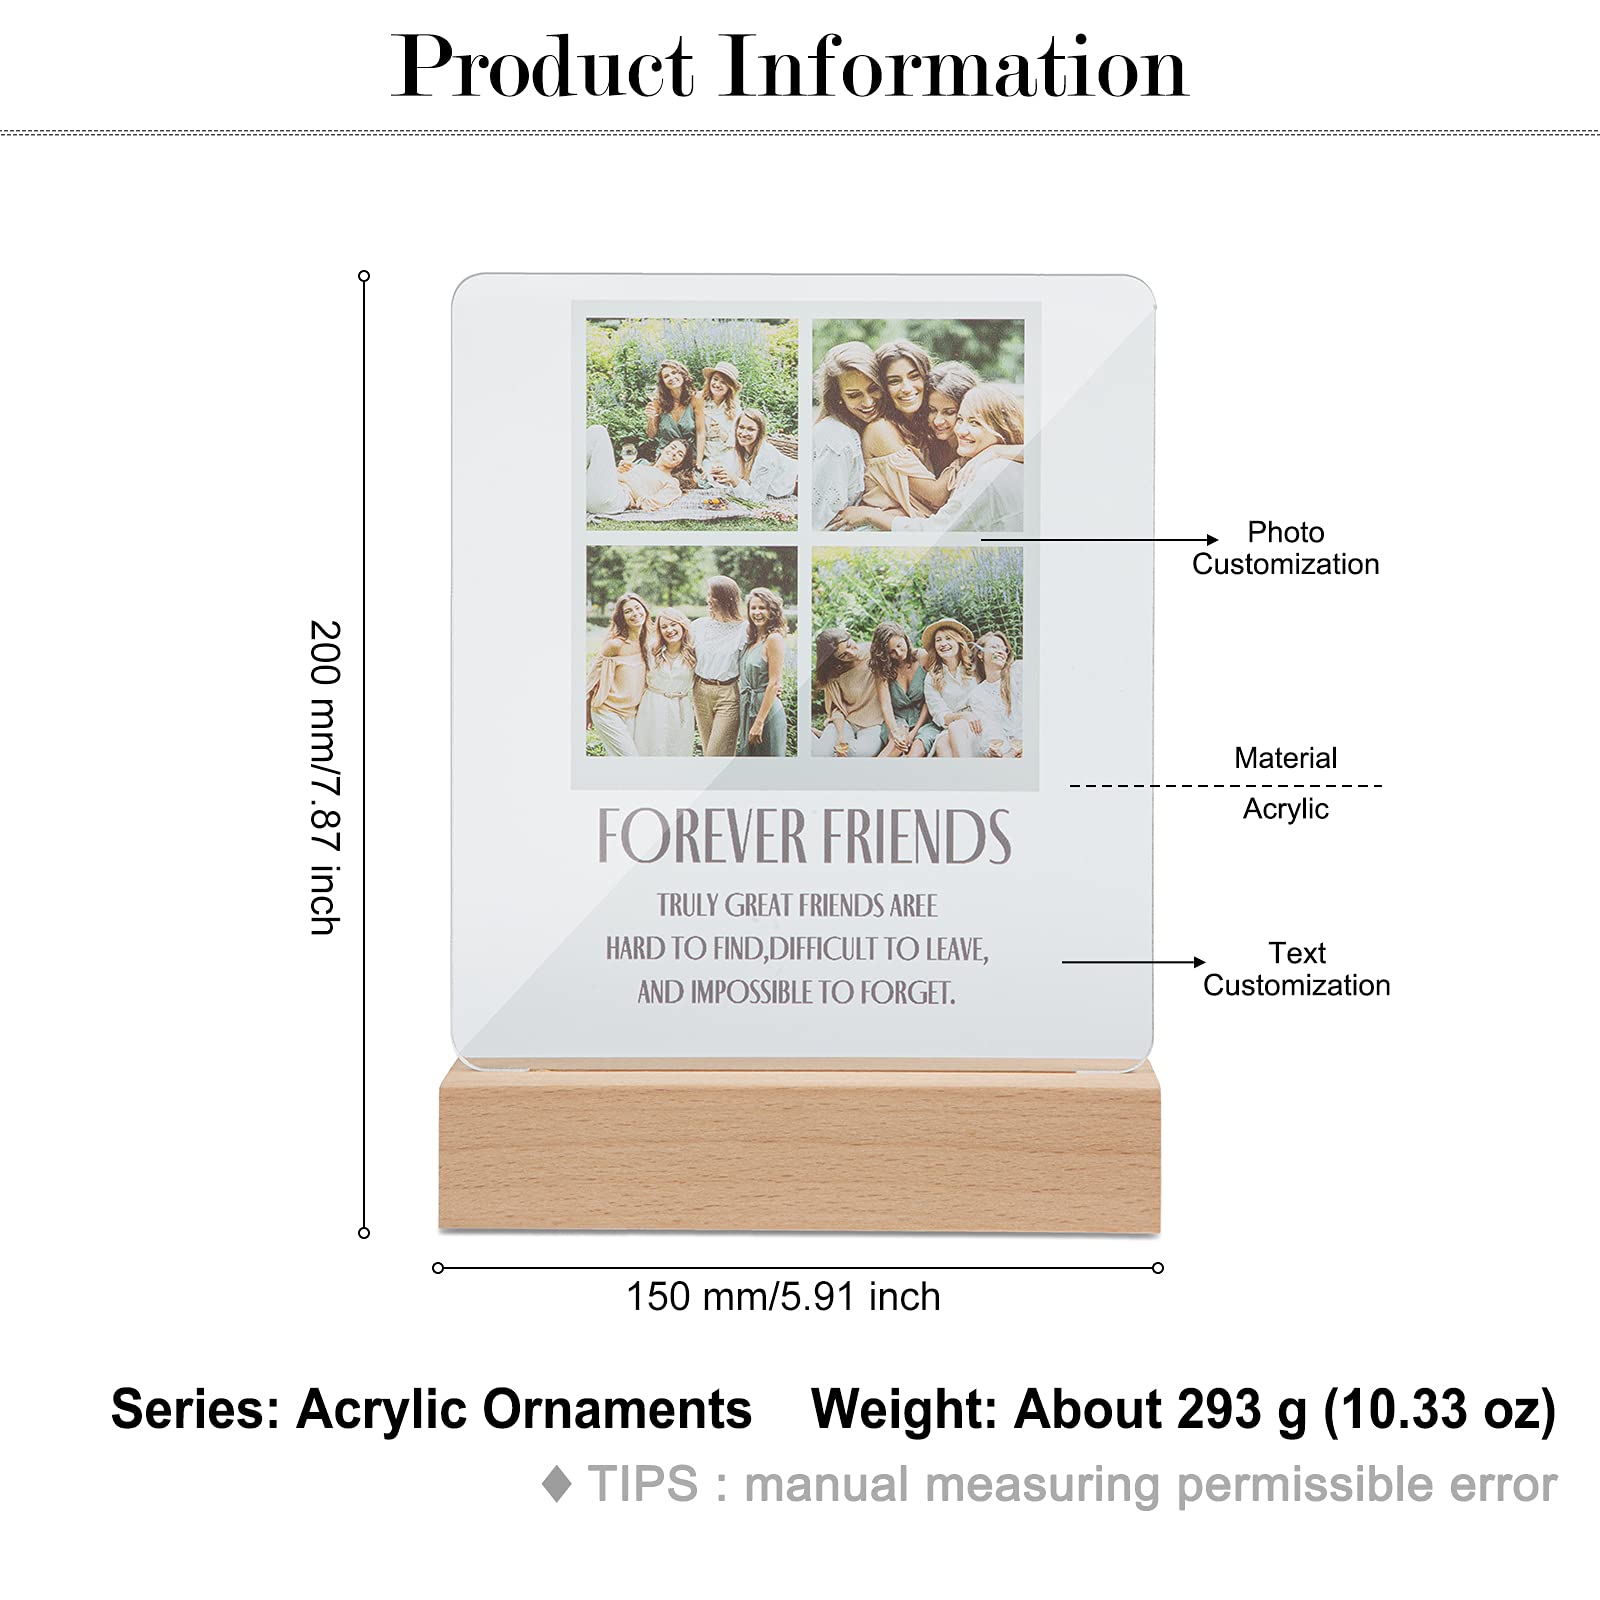 Product Information
200 mm/7.87 inch
Photo
Customization
Material
Acrylic
FOREVER FRIENDS
TRULY GREAT FRIENDS AREE
HARD TO FIND,DIFFICULT TO LEAVE,
AND IMPOSSIBLE TO FORGET.
Text
Customization
150 mm/5.91 inch
Series: Acrylic Ornaments Weight: About 293 g (10.33 oz)
♦ TIPS : manual measuring permissible error